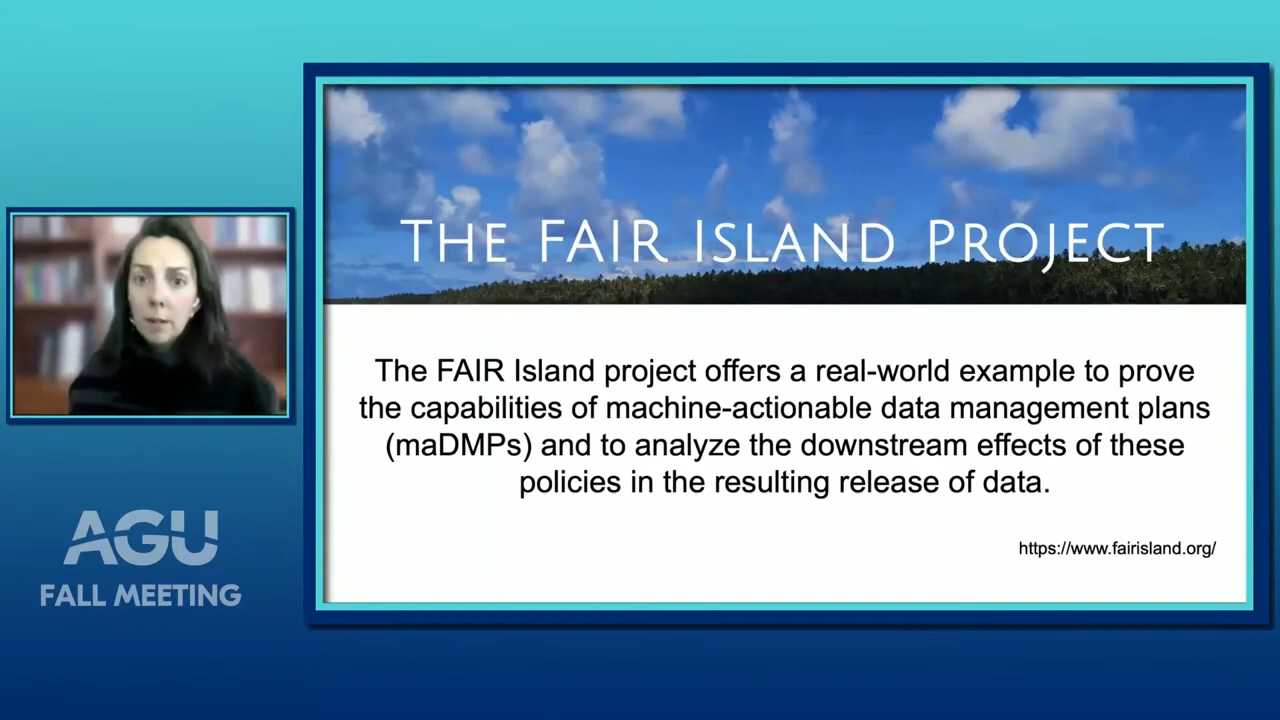 THE FAIR ISLAND PROJECT
The FAIR Island project offers a real-world example to prove
the capabilities of machine-actionable data management plans
(maDMPs) and to analyze the downstream effects of these
policies in the resulting release of data.
https://www.fairisland.org/
AGU
FALL MEETING